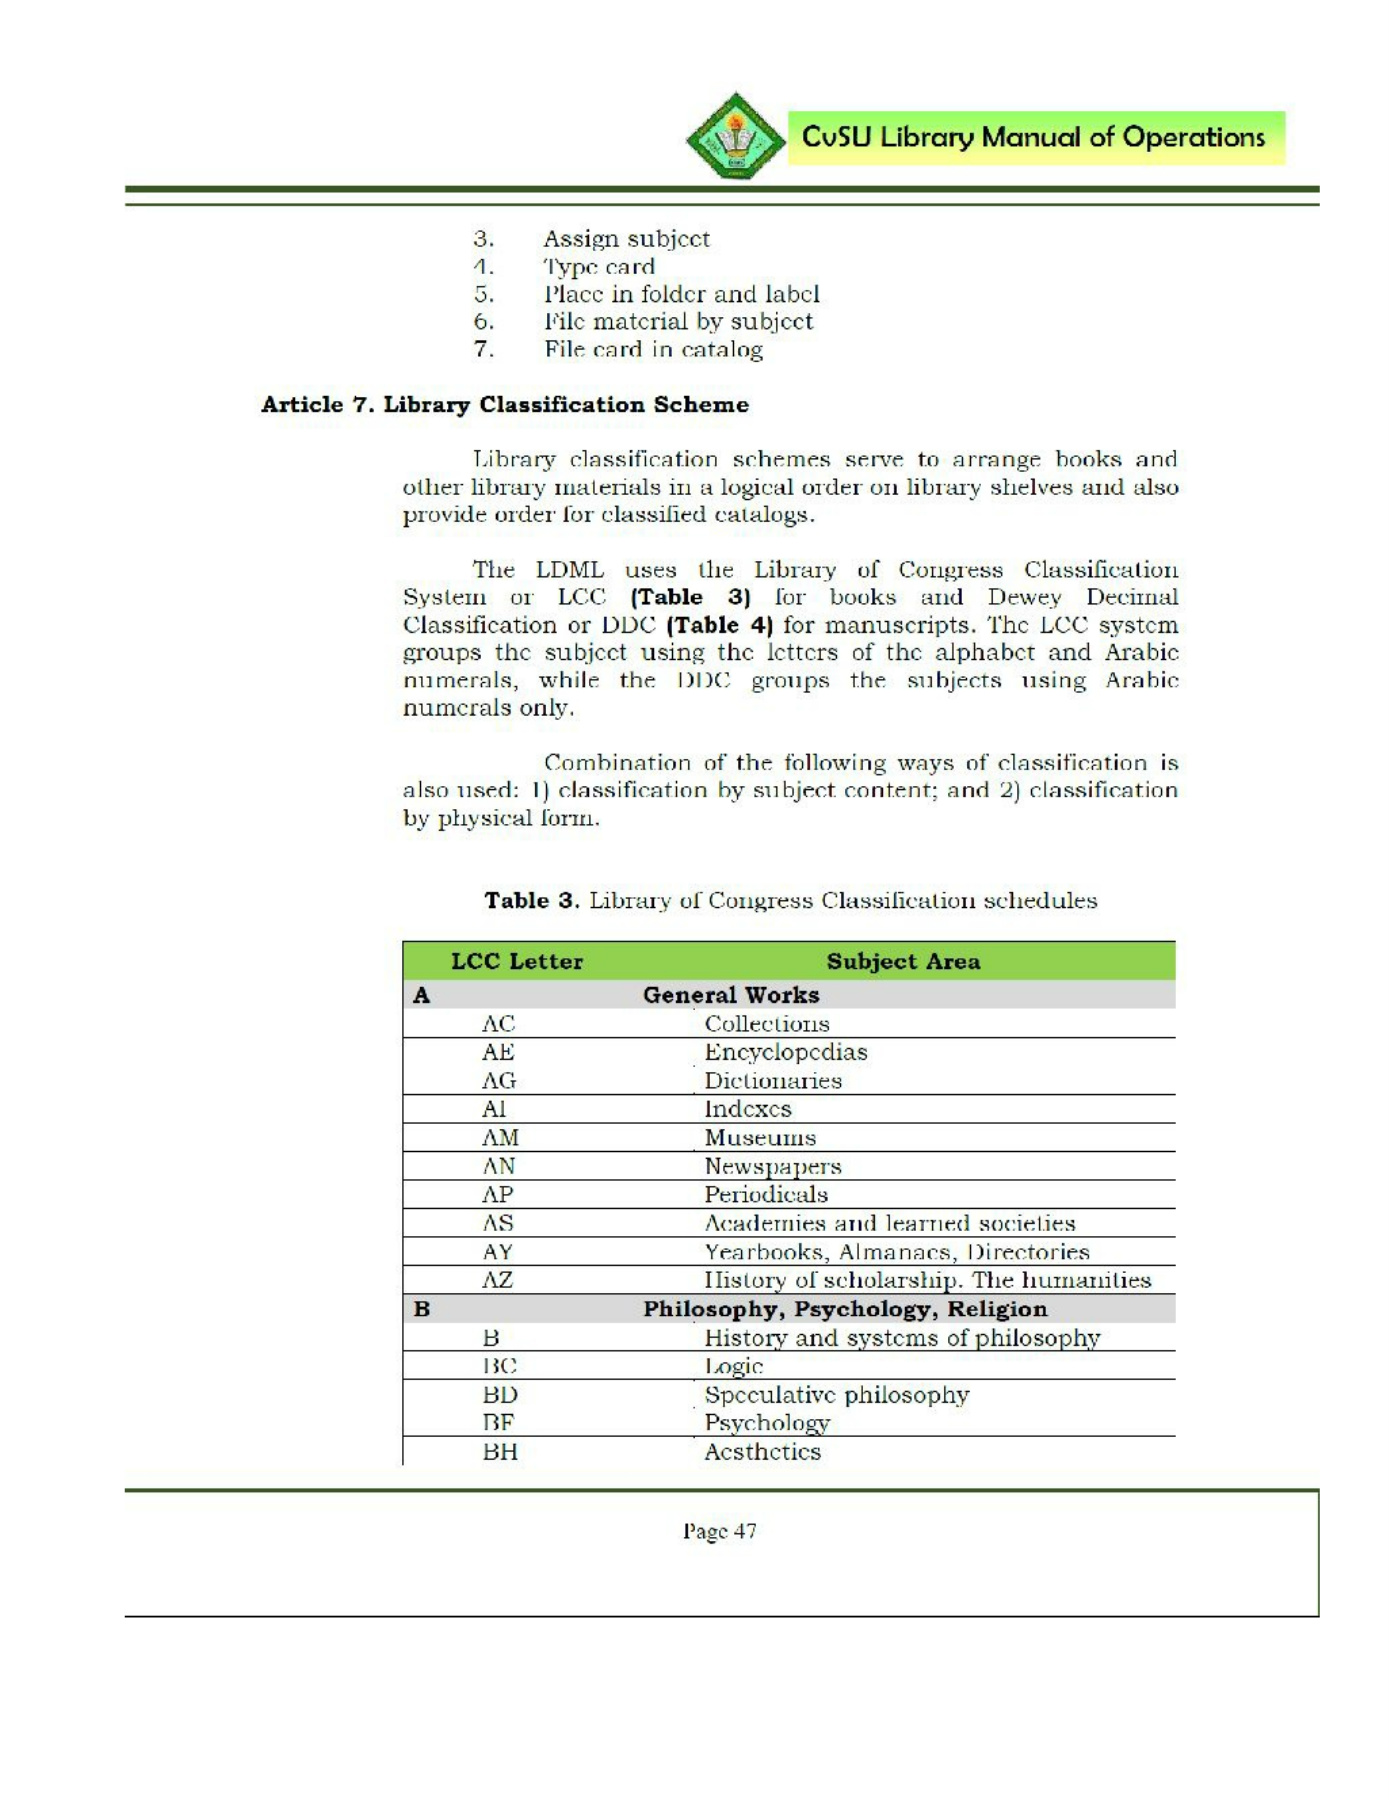 CvSU Library Manual of Operations
3. Assign subject
4. Type card
5. Place in folder and label
6. File material by subject
7. File card in catalog
Article 7. Library Classification Scheme
Library classification schemes serve to arrange books and
other library materials in a logical order on library shelves and also
provide order for classified catalogs.
The LDML uses the Library of Congress Classification
System or LCC (Table 3) for books and Dewey Decimal
Classification or DDC (Table 4) for manuscripts. The LCC system
groups the subject using the letters of the alphabet and Arabic
numerals, while the DDC groups the subjects using Arabic
numerals only.
Combination of the following ways of classification is
also used: 1) classification by subject content; and 2) classification
by physical form.
Table 3. Library of Congress Classification schedules
LCC Letter Subject Area
A General Works
AC Collections
AE Encyclopedias
AG Dictionaries
AI Indexes
AM Museums
AN Newspapers
AP Periodicals
AS Academies and learned societies
AY Yearbooks, Almanacs, Directories
AZ History of scholarship. The humanities
B Philosophy, Psychology, Religion
B History and systems of philosophy
BC Logic
BD Speculative philosophy
BF Psychology
BH Aesthetics
Page 47